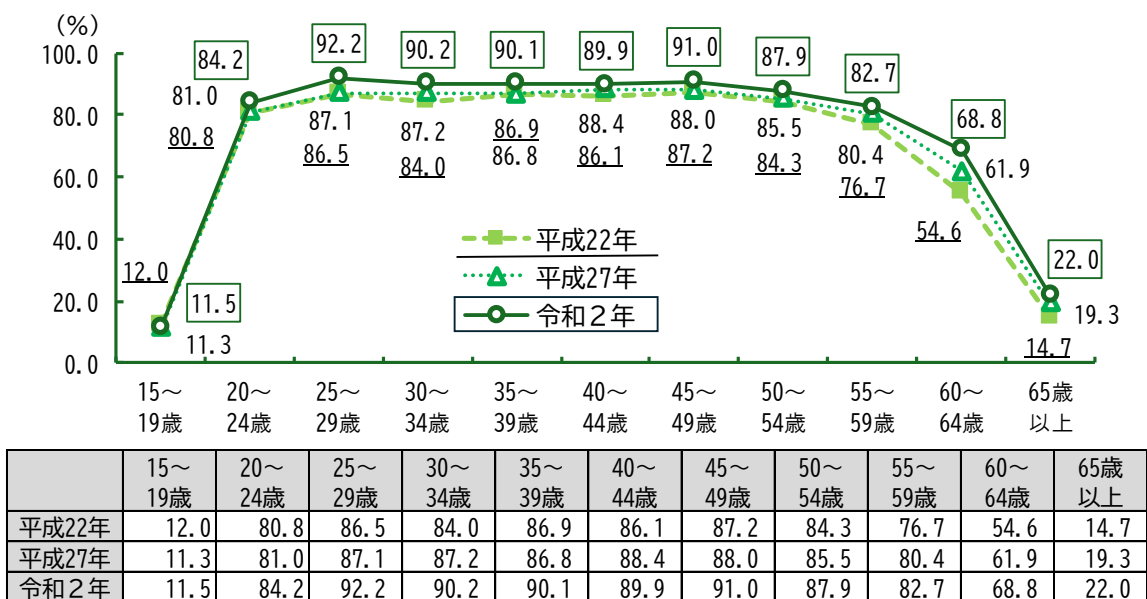 (%)
100.0
80.0
60.0
40.0
20.0
0.0
84.2 92.2 90.2 90.1 89.9 91.0 87.9 82.7 68.8 22.0
81.0 87.1 87.2 86.9 88.4 88.0 85.5 80.4 61.9 19.3
80.8 86.5 84.0 86.8 86.1 87.2 84.3 76.7 54.6 14.7
12.0
11.5
11.3
平成22年
平成27年
令和2年
15～ 20～ 25～ 30～ 35～ 40～ 45～ 50～ 55～ 60～ 65歳
19歳 24歳 29歳 34歳 39歳 44歳 49歳 54歳 59歳 64歳 以上
15～ 20～ 25～ 30～ 35～ 40～ 45～ 50～ 55～ 60～ 65歳
19歳 24歳 29歳 34歳 39歳 44歳 49歳 54歳 59歳 64歳 以上
平成22年 12.0 80.8 86.5 84.0 86.9 86.1 87.2 84.3 76.7 54.6 14.7
平成27年 11.3 81.0 87.1 87.2 86.8 88.4 88.0 85.5 80.4 61.9 19.3
令和2年 11.5 84.2 92.2 90.2 90.1 89.9 91.0 87.9 82.7 68.8 22.0